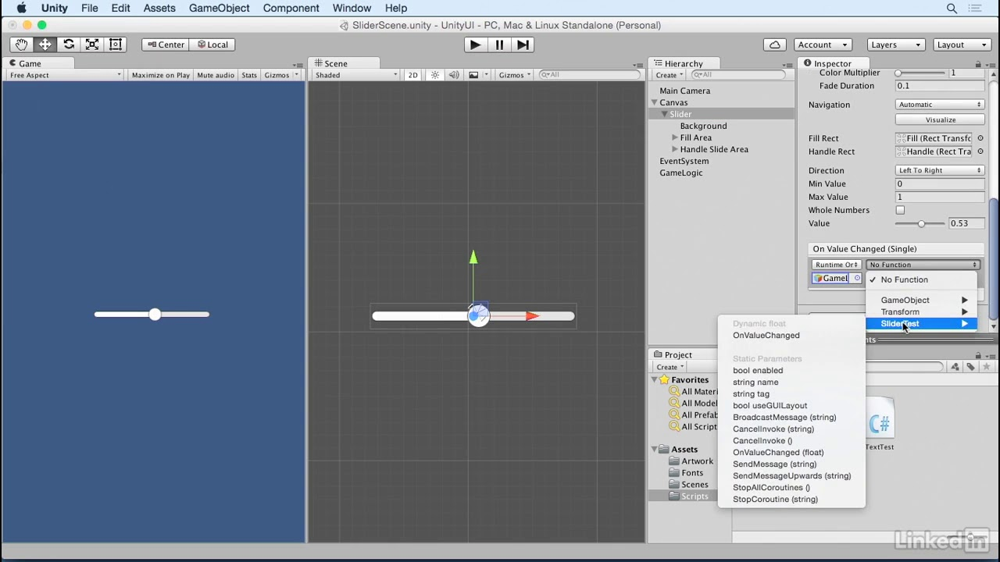 Unity File Edit Assets GameObject Component Window Help
SliderScene.unity - UnityUI - PC, Mac & Linux Standalone (Personal)
Center Local
Account Layers Layout
Game
Free Aspect Maximize on Play Mute audio Stats Gizmos
Scene
Shaded 2D Gizmos All
Hierarchy
Create All
Main Camera
Canvas
Slider
Background
Fill Area
Handle Slide Area
EventSystem
GameLogic
Inspector
Color Multiplier 1
Fade Duration 0.1
Navigation Automatic
Visualize
Fill Rect Fill (Rect Transfo
Handle Rect Handle (Rect Tra
Direction Left To Right
Min Value 0
Max Value 1
Whole Numbers
Value 0.53
On Value Changed (Single)
Runtime Or No Function
GameL
No Function
GameObject
Transform
SliderTest
Dynamic float
OnValueChanged
Static Parameters
bool enabled
string name
string tag
bool useGUILayout
BroadcastMessage (string)
CancelInvoke (string)
CancelInvoke ()
OnValueChanged (float)
SendMessage (string)
SendMessageUpwards (string)
StopAllCoroutines ()
StopCoroutine (string)
Project
Create
Favorites
All Materi
All Model
All Prefab
All Script
Assets
Artwork
Fonts
Scenes
Scripts
C#
TextTest
Linked in